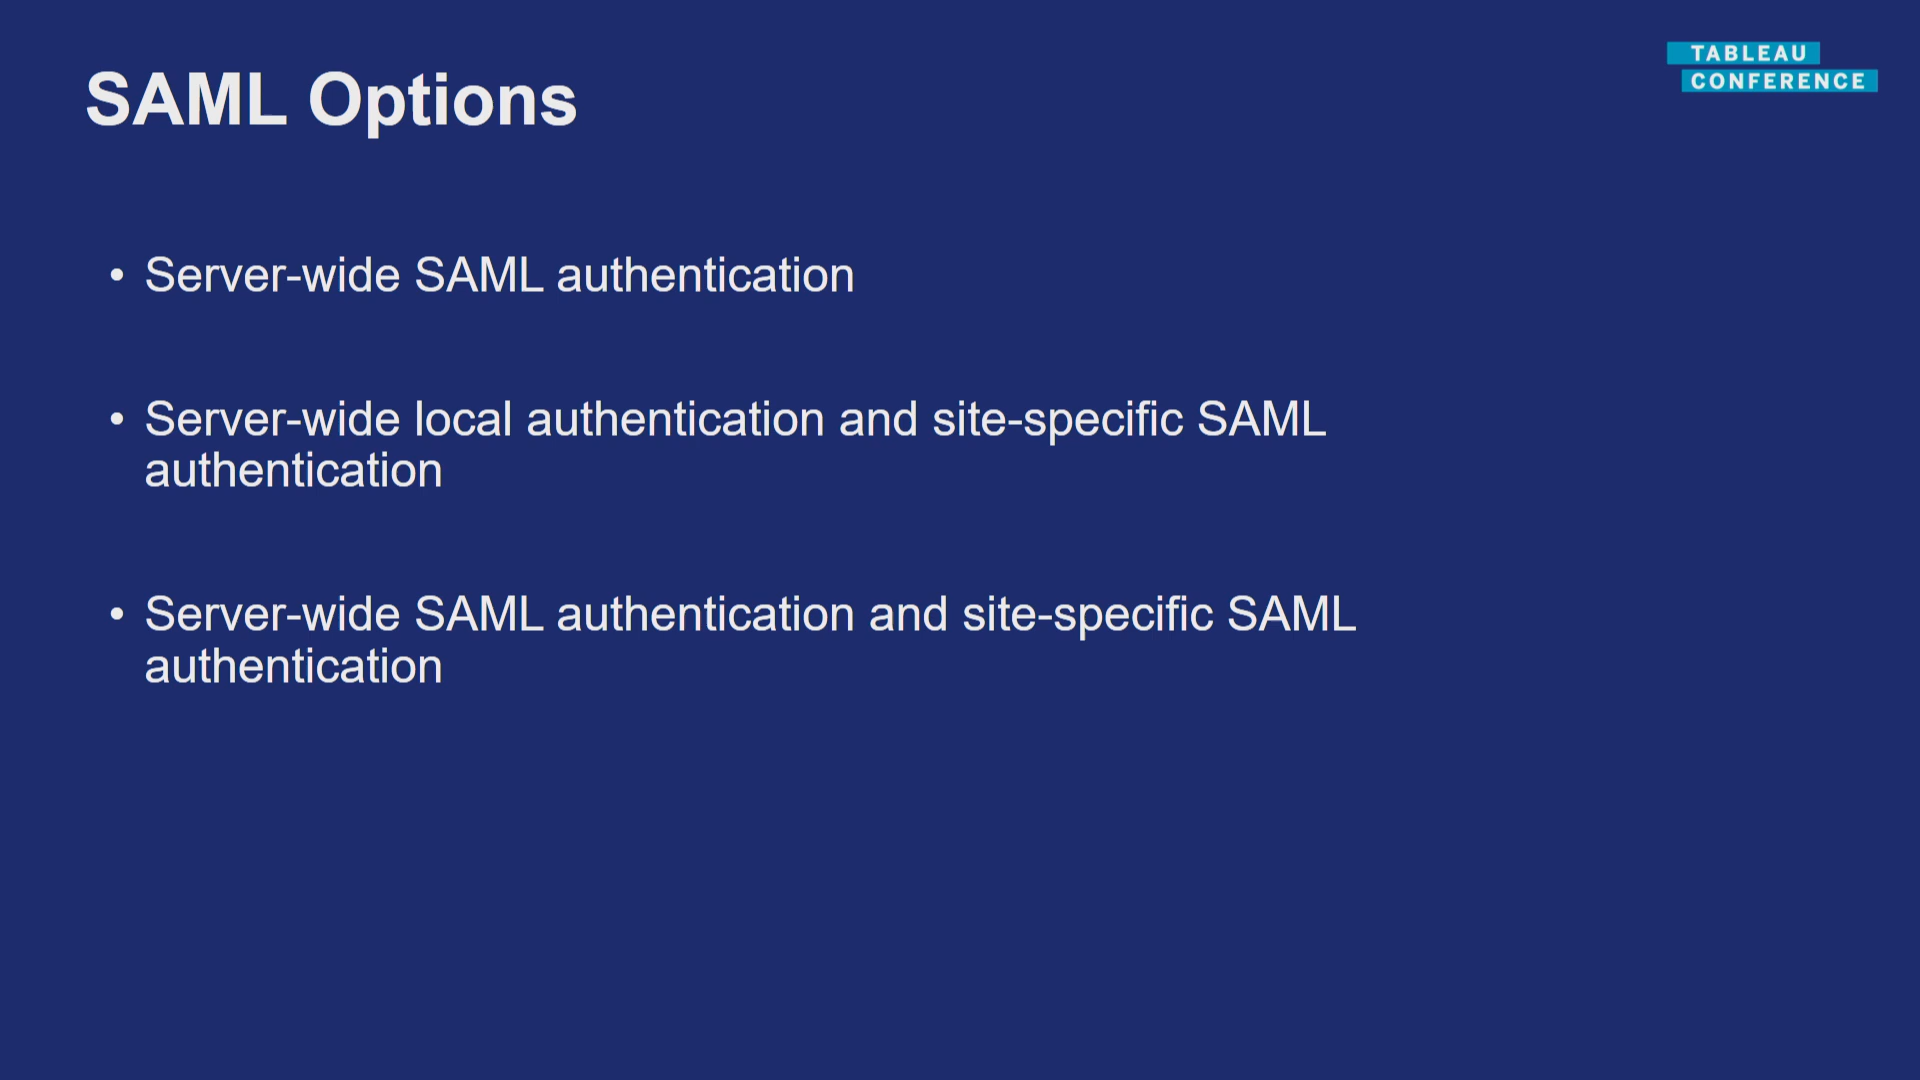 SAML Options
TABLEAU
CONFERENCE
• Server-wide SAML authentication
• Server-wide local authentication and site-specific SAML
authentication
• Server-wide SAML authentication and site-specific SAML
authentication